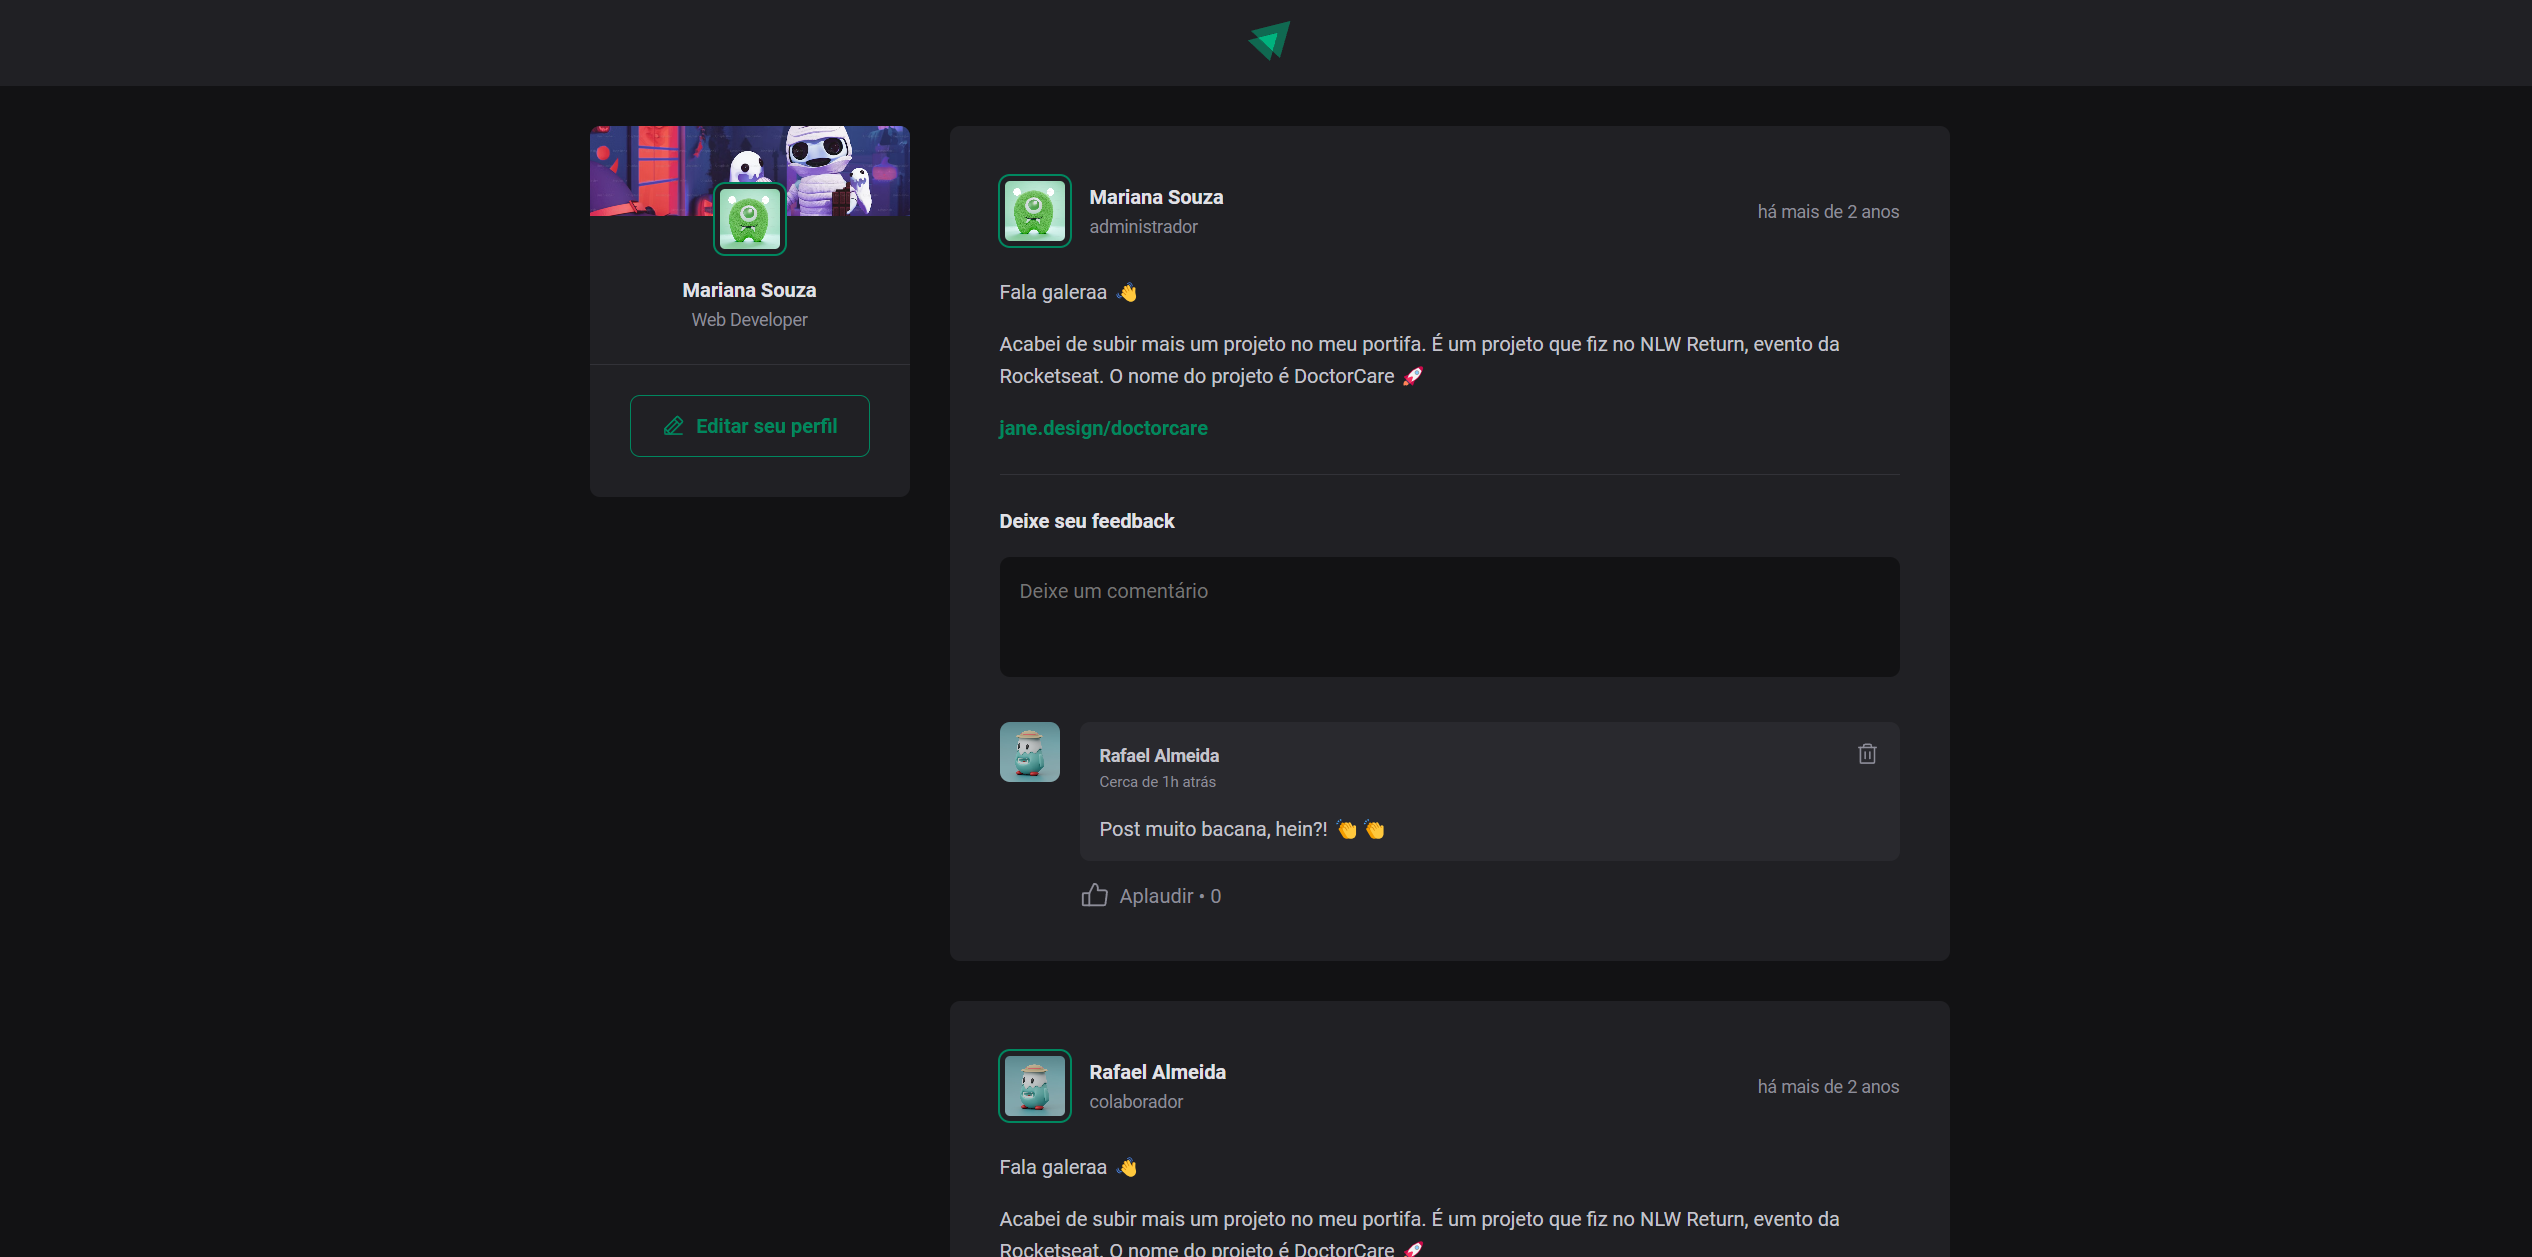 Mariana Souza
Web Developer
Editar seu perfil
Mariana Souza
administrador
há mais de 2 anos
Fala galeraa 👋
Acabei de subir mais um projeto no meu portifa. É um projeto que fiz no NLW Return, evento da
Rocketseat. O nome do projeto é DoctorCare 🚀
jane.design/doctorcare
Deixe seu feedback
Deixe um comentário
Rafael Almeida
Cerca de 1h atrás
Post muito bacana, hein?! 👏 👏
Aplaudir • 0
Rafael Almeida
colaborador
há mais de 2 anos
Fala galeraa 👋
Acabei de subir mais um projeto no meu portifa. É um projeto que fiz no NLW Return, evento da
Rocketseat. O nome do projeto é DoctorCare 🚀